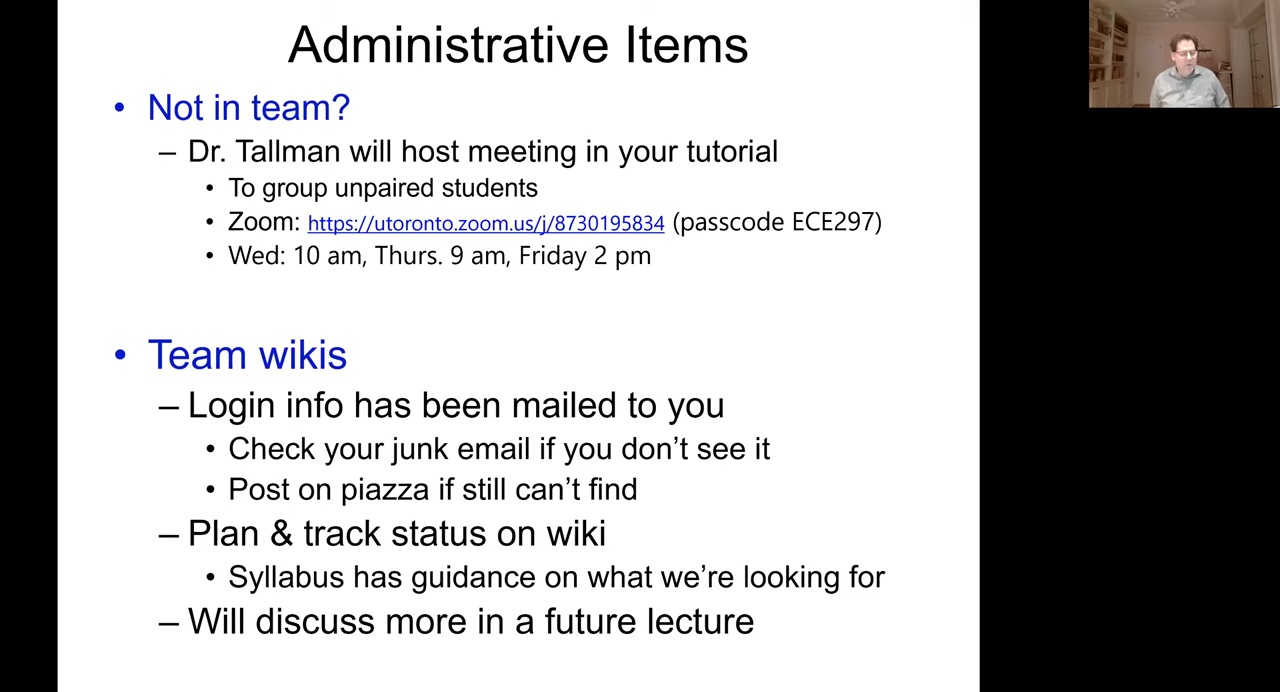 Administrative Items
• Not in team?
– Dr. Tallman will host meeting in your tutorial
• To group unpaired students
• Zoom: https://utoronto.zoom.us/j/8730195834 (passcode ECE297)
• Wed: 10 am, Thurs. 9 am, Friday 2 pm
• Team wikis
– Login info has been mailed to you
• Check your junk email if you don’t see it
• Post on piazza if still can’t find
– Plan & track status on wiki
• Syllabus has guidance on what we’re looking for
– Will discuss more in a future lecture